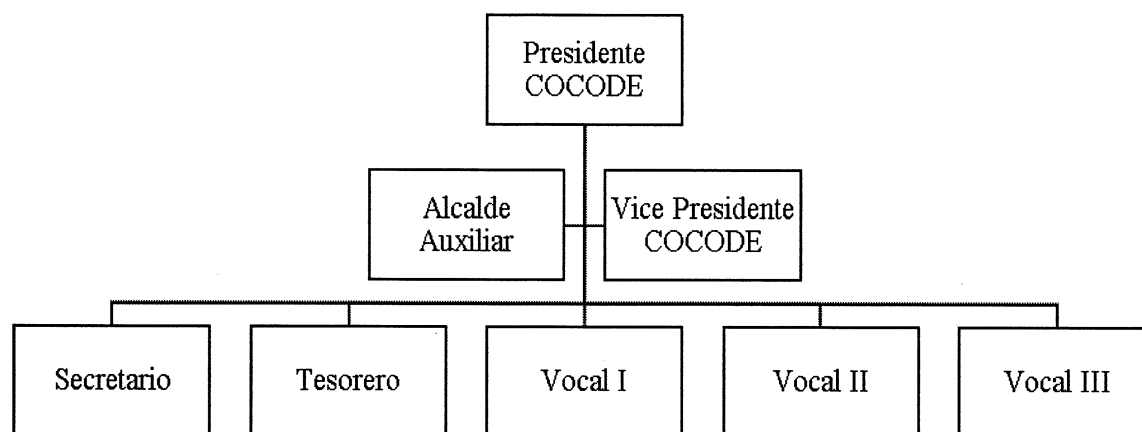 Presidente
COCODE
Alcalde
Auxiliar
Vice Presidente
COCODE
Secretario
Tesorero
Vocal I
Vocal II
Vocal III